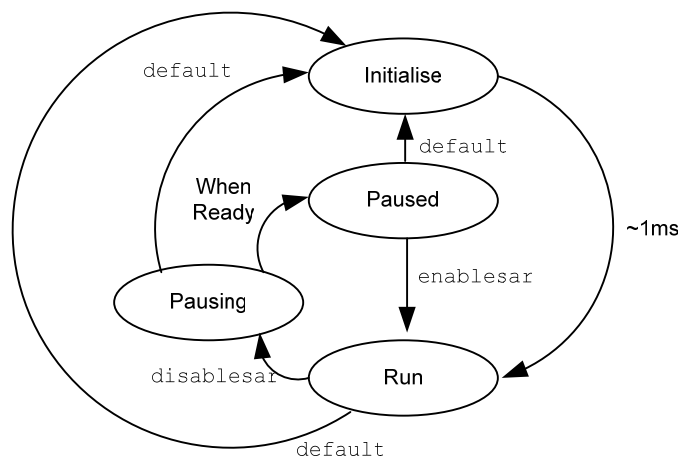 Initialise
default
default
When
Ready
Paused
~1ms
enablesar
Pausing
disablesar
Run
default